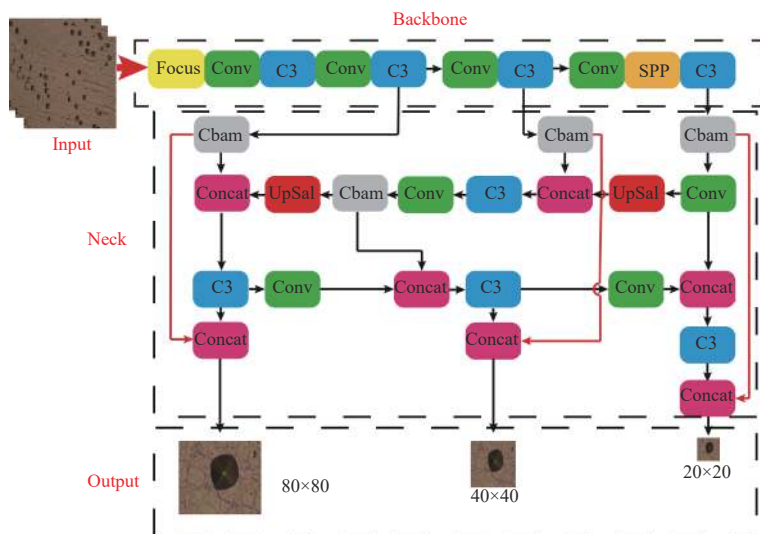 Backbone
Focus Conv C3 Conv C3 Conv C3 Conv SPP C3
Input
Cbam Cbam Cbam
Concat UpSal Cbam Conv C3 Concat UpSal Conv
Neck
C3 Conv Concat C3 Conv Concat
Concat Concat C3
Concat
Output
80×80
40×40
20×20